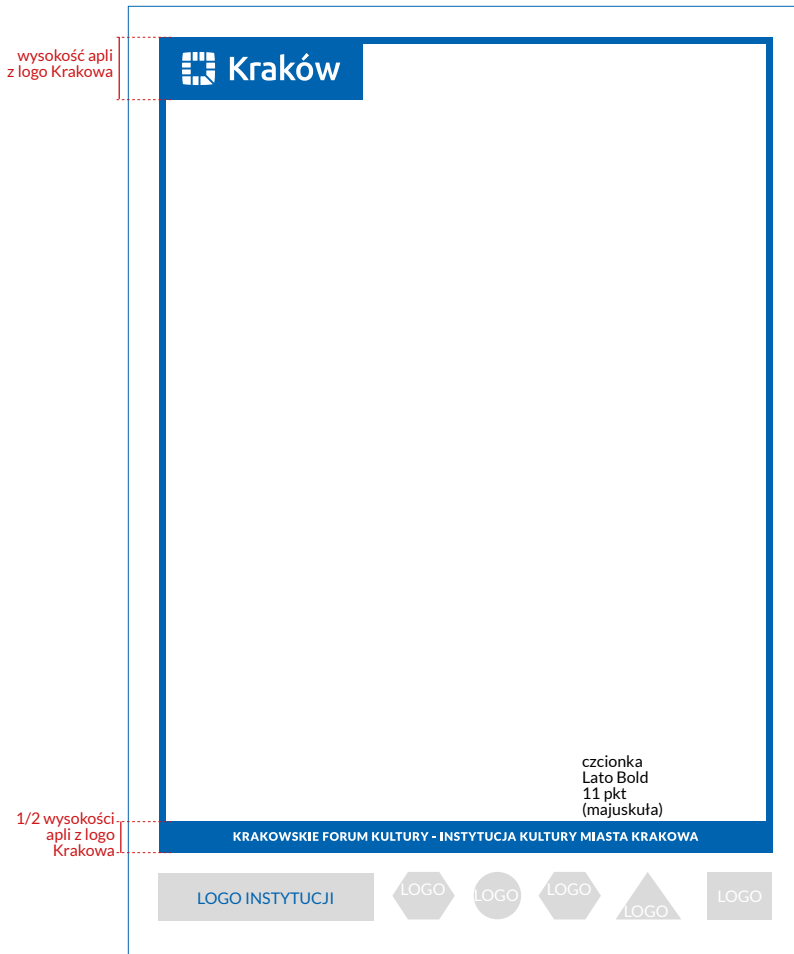 wysokość apli
z logo Krakowa
Kraków
czcionka
Lato Bold
11 pkt
(majuskuła)
1/2 wysokości
apli z logo
Krakowa
KRAKOWSKIE FORUM KULTURY - INSTYTUCJA KULTURY MIASTA KRAKOWA
LOGO INSTYTUCJI
LOGO
LOGO
LOGO
LOGO
LOGO